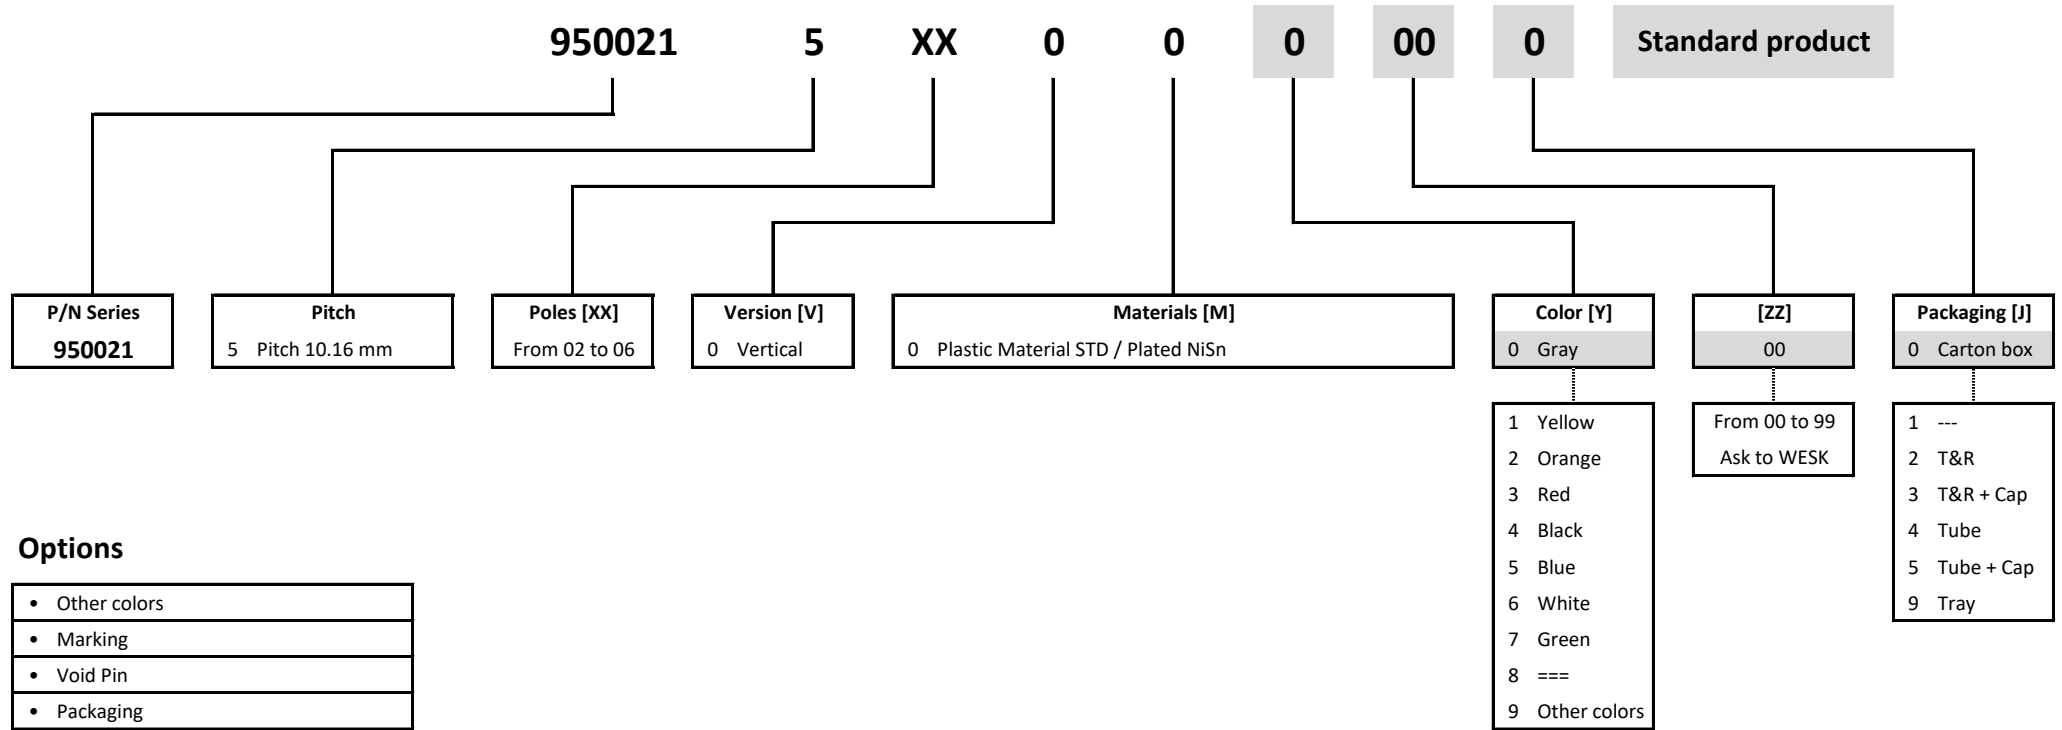 950021 5 XX 0 0 0 00 0 Standard product
P/N Series
950021
Pitch
5 Pitch 10.16 mm
Poles [XX]
From 02 to 06
Version [V]
0 Vertical
Materials [M]
0 Plastic Material STD / Plated NiSn
Color [Y]
0 Gray
1 Yellow
2 Orange
3 Red
4 Black
5 Blue
6 White
7 Green
8 ===
9 Other colors
[ZZ]
00
From 00 to 99
Ask to WESK
Packaging [J]
0 Carton box
1 ---
2 T&R
3 T&R + Cap
4 Tube
5 Tube + Cap
9 Tray
Options
• Other colors
• Marking
• Void Pin
• Packaging